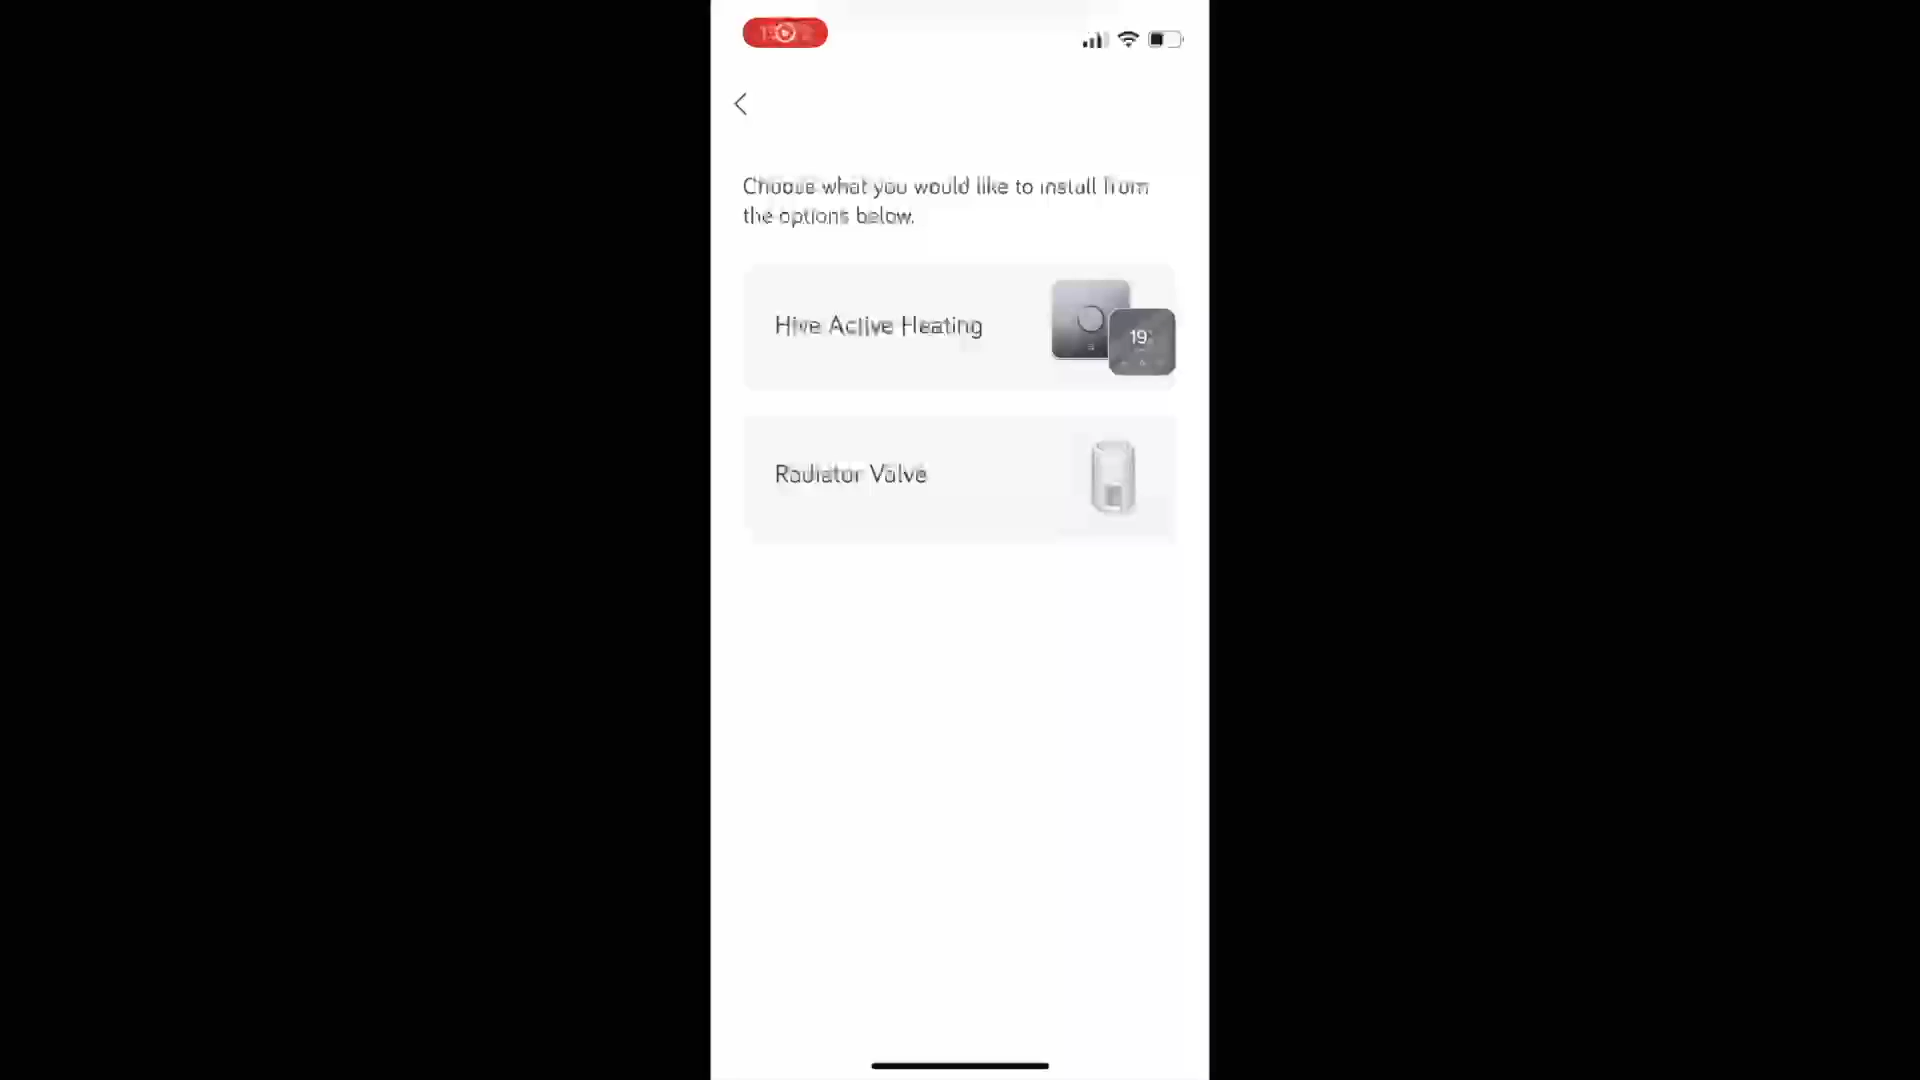 Choose what you would like to install from
the options below.
Hive Active Heating
19
Radiator Valve